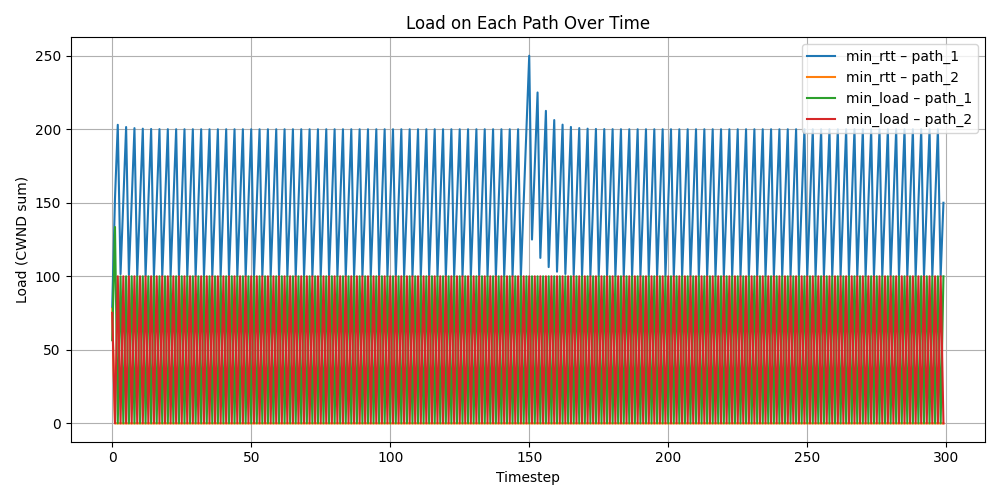 Load on Each Path Over Time
250
200
150
100
50
0
Load (CWND sum)
min_rtt – path_1
min_rtt – path_2
min_load – path_1
min_load – path_2
0 50 100 150 200 250 300
Timestep